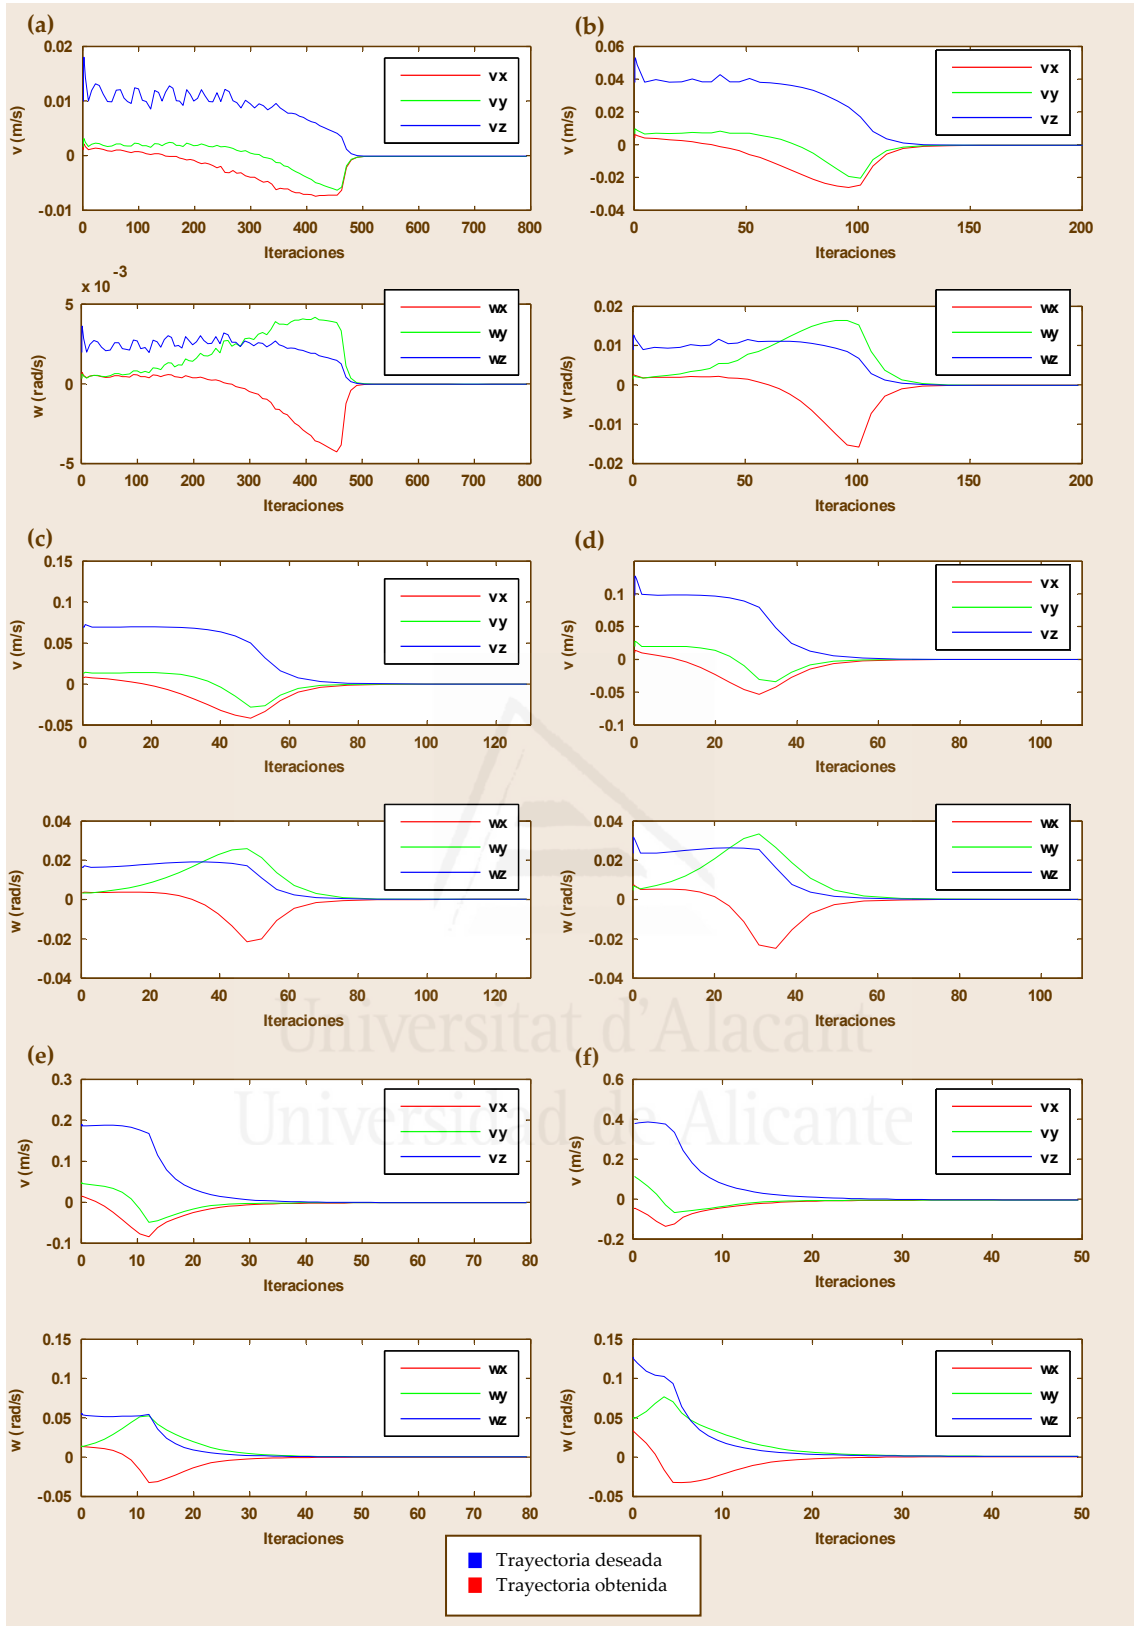 (a)
0.02
0.01
0
-0.01
v (m/s)
vx
vy
vz
0 100 200 300 400 500 600 700 800
Iteraciones
x 10 -3
5
0
-5
w (rad/s)
wx
wy
wz
0 100 200 300 400 500 600 700 800
Iteraciones
(b)
0.06
0.04
0.02
0
-0.02
-0.04
v (m/s)
vx
vy
vz
0 50 100 150 200
Iteraciones
0.02
0.01
0
-0.01
-0.02
w (rad/s)
wx
wy
wz
0 50 100 150 200
Iteraciones
(c)
0.15
0.1
0.05
0
-0.05
v (m/s)
vx
vy
vz
0 20 40 60 80 100 120
Iteraciones
0.04
0.02
0
-0.02
-0.04
w (rad/s)
wx
wy
wz
0 20 40 60 80 100 120
Iteraciones
(d)
0.1
0.05
0
-0.05
-0.1
v (m/s)
vx
vy
vz
0 20 40 60 80 100
Iteraciones
0.04
0.02
0
-0.02
-0.04
w (rad/s)
wx
wy
wz
0 20 40 60 80 100
Iteraciones
Universitat d'Alacant
Universidad de Alicante
(e)
0.3
0.2
0.1
0
-0.1
v (m/s)
vx
vy
vz
0 10 20 30 40 50 60 70 80
Iteraciones
0.15
0.1
0.05
0
-0.05
w (rad/s)
wx
wy
wz
0 10 20 30 40 50 60 70 80
Iteraciones
(f)
0.6
0.4
0.2
0
-0.2
v (m/s)
vx
vy
vz
0 10 20 30 40 50
Iteraciones
0.15
0.1
0.05
0
-0.05
w (rad/s)
wx
wy
wz
0 10 20 30 40 50
Iteraciones
Trayectoria deseada
Trayectoria obtenida